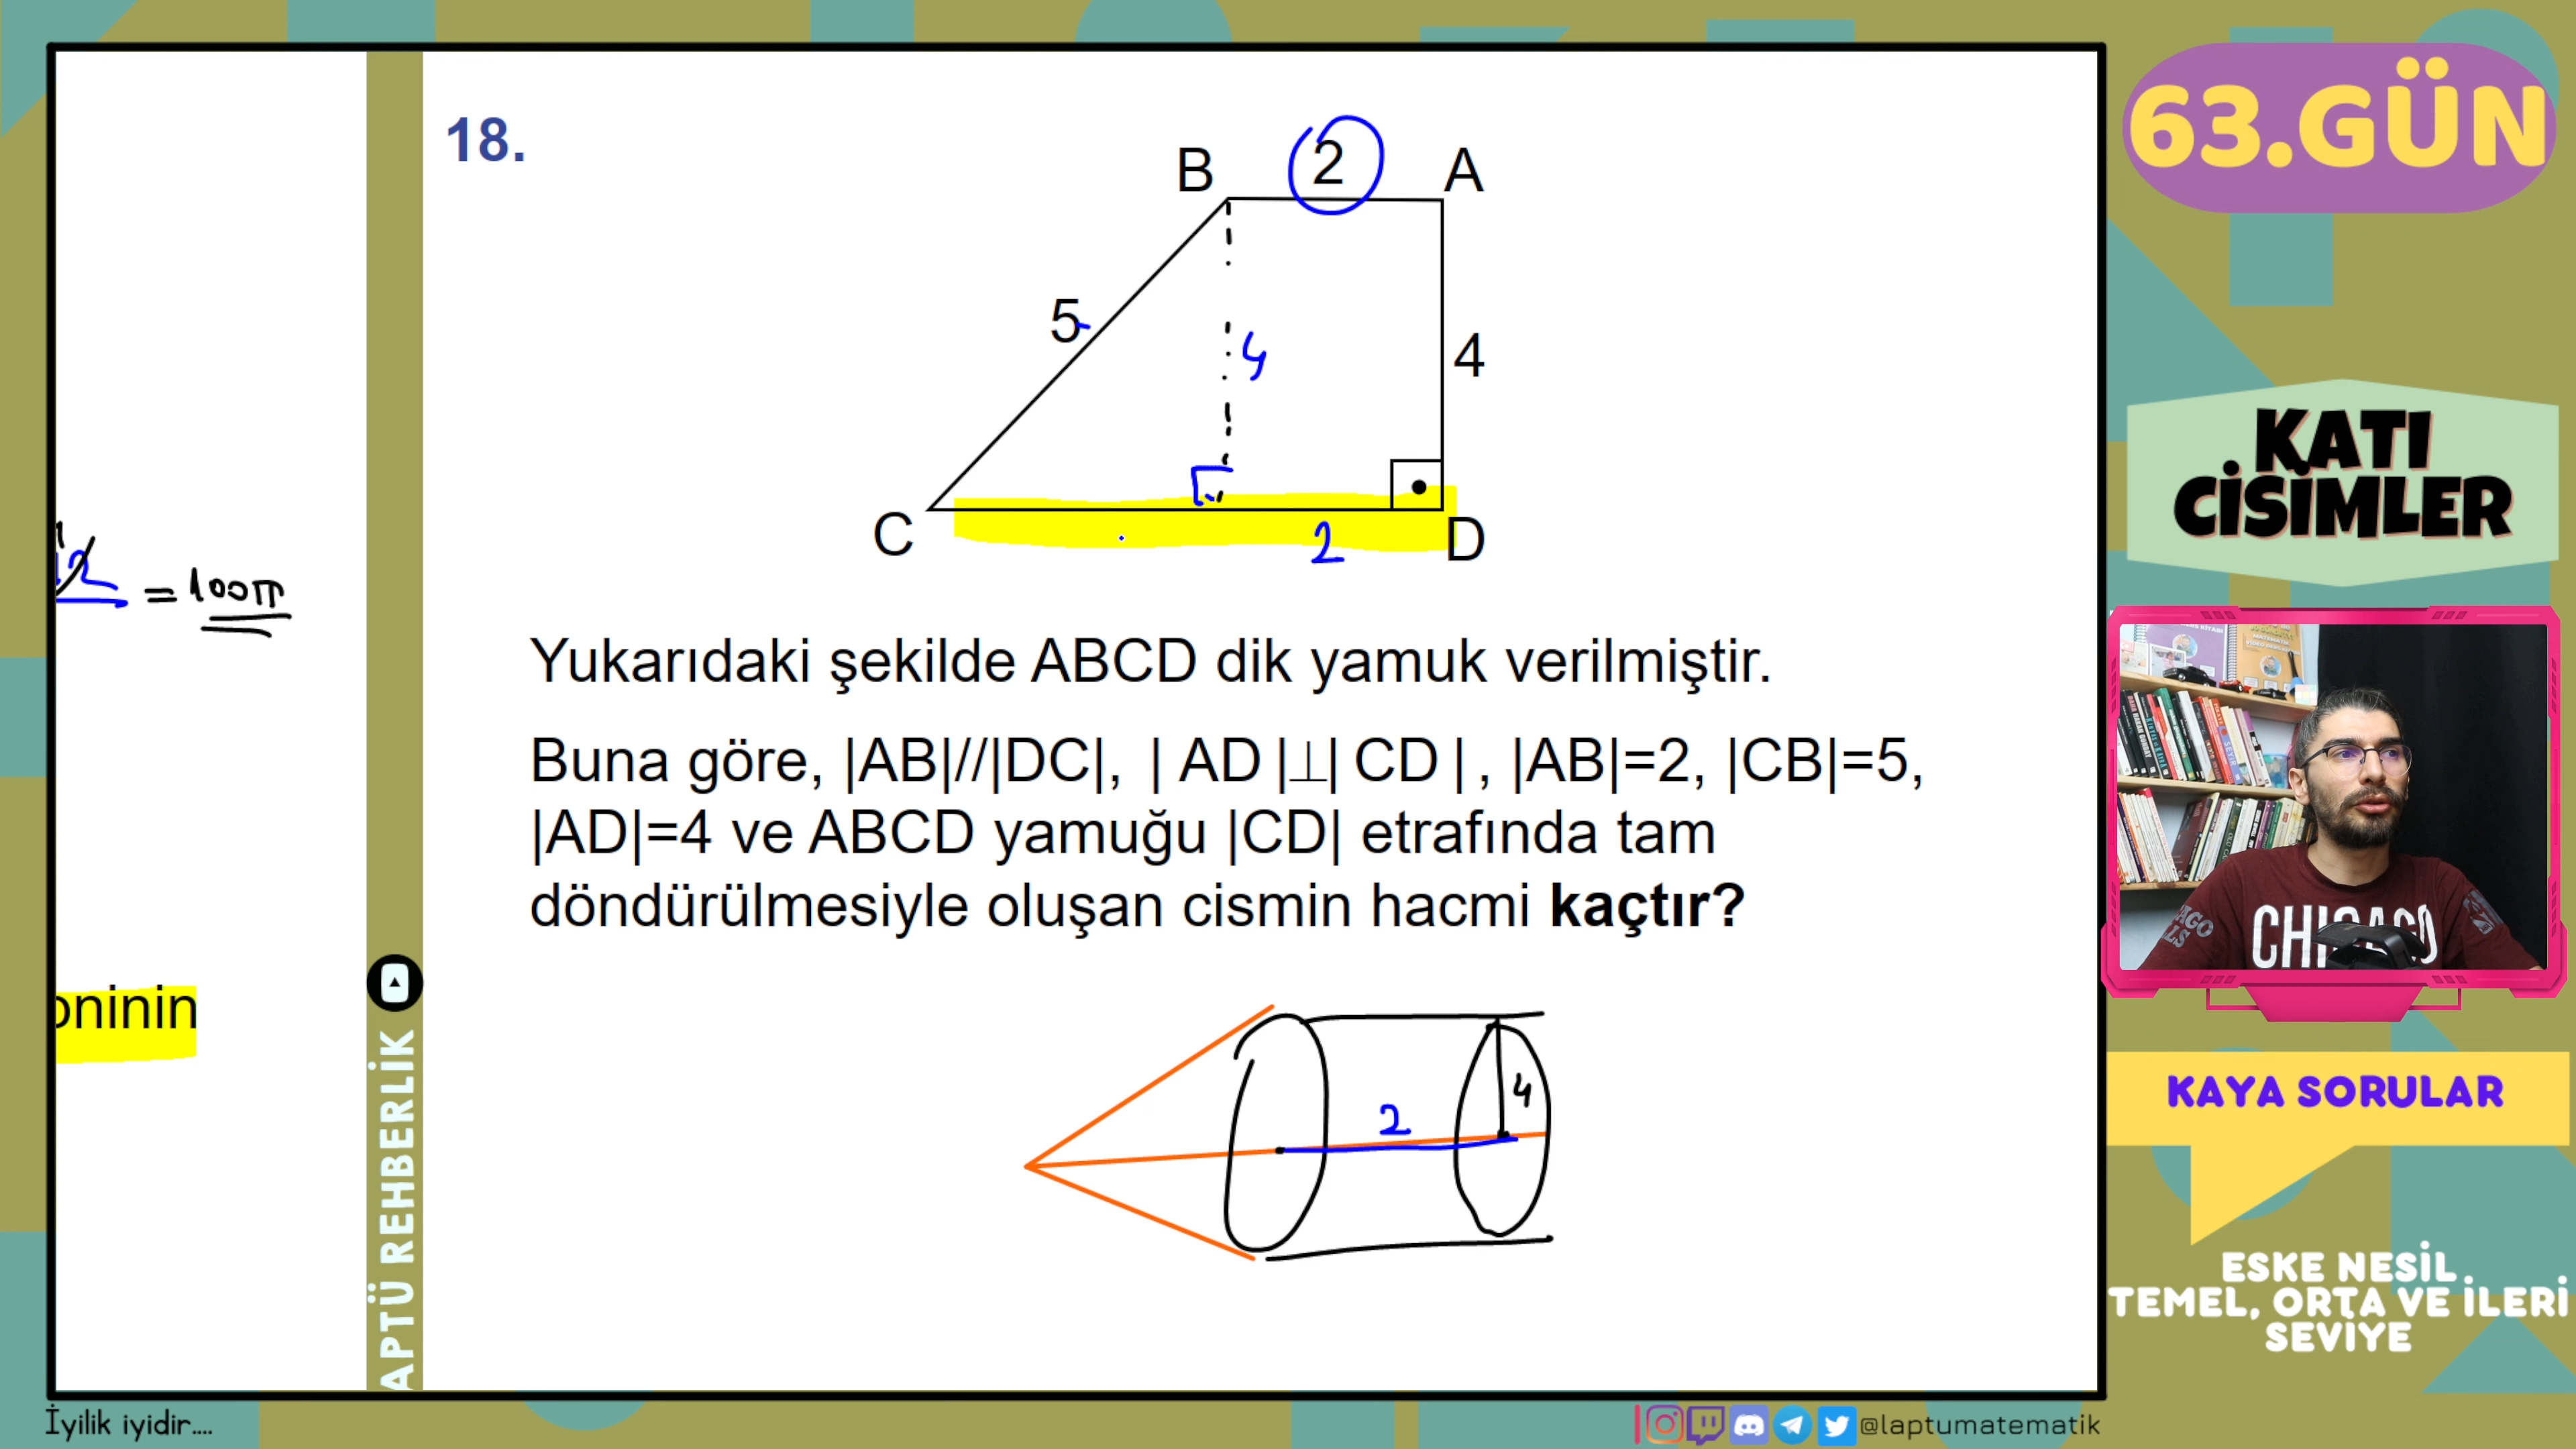 63.GÜN
18.
B 2 A
5 4 4
C 2 D
= 100π
Yukarıdaki şekilde ABCD dik yamuk verilmiştir.
Buna göre, |AB|//|DC|, | AD |⊥| CD | , |AB|=2, |CB|=5,
|AD|=4 ve ABCD yamuğu |CD| etrafında tam
döndürülmesiyle oluşan cismin hacmi kaçtır?
2 4
oninin
APTÜ REHBERLİK
KATI
CİSİMLER
CHICAGO
KAYA SORULAR
ESKE NESİL
TEMEL, ORTA VE İLERİ
SEVİYE
İyilik iyidir....
@laptumatematik